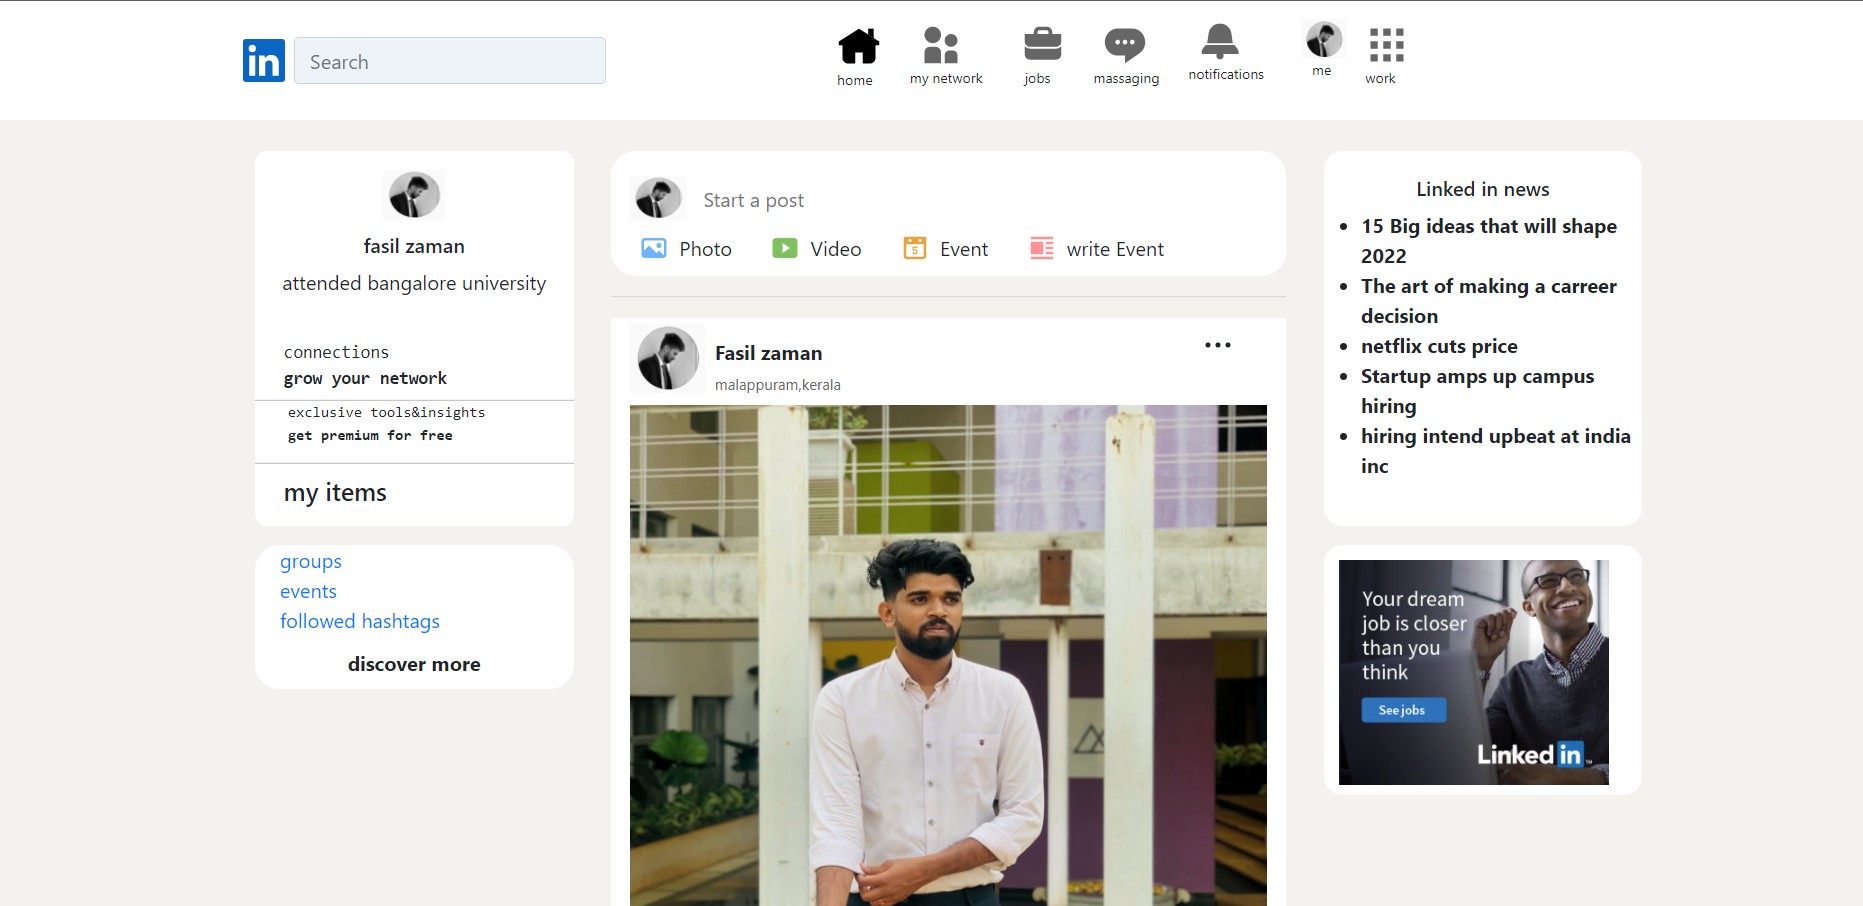 in
Search
home
my network
jobs
massaging
notifications
me
work
fasil zaman
attended bangalore university
connections
grow your network
exclusive tools&insights
get premium for free
my items
groups
events
followed hashtags
discover more
Start a post
Photo
Video
5
Event
write Event
Fasil zaman
malappuram,kerala
Linked in news
15 Big ideas that will shape
2022
The art of making a carreer
decision
netflix cuts price
Startup amps up campus
hiring
hiring intend upbeat at india
inc
Your dream
job is closer
than you
think
See jobs
Linked in ™